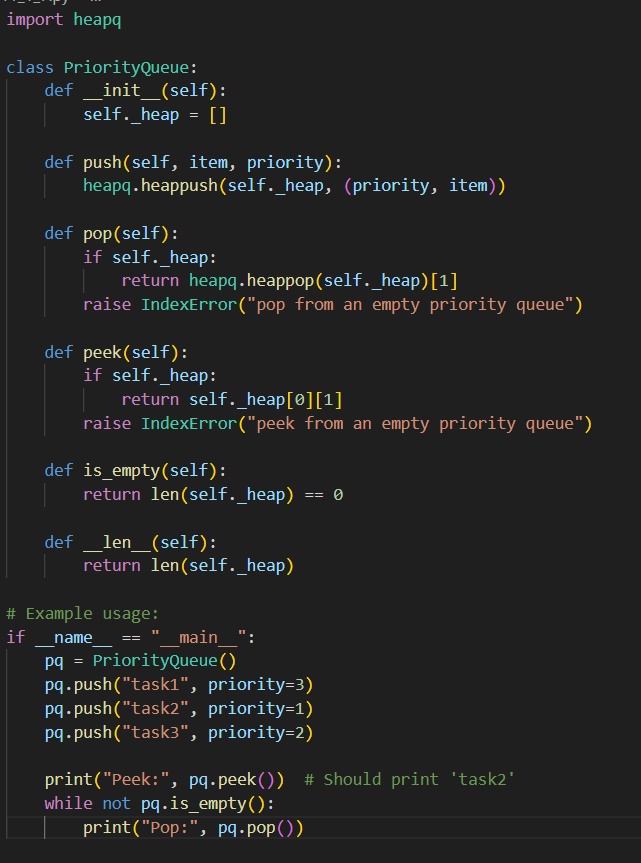 import heapq

class PriorityQueue:
    def __init__(self):
        self._heap = []

    def push(self, item, priority):
        heapq.heappush(self._heap, (priority, item))

    def pop(self):
        if self._heap:
            return heapq.heappop(self._heap)[1]
        raise IndexError("pop from an empty priority queue")

    def peek(self):
        if self._heap:
            return self._heap[0][1]
        raise IndexError("peek from an empty priority queue")

    def is_empty(self):
        return len(self._heap) == 0

    def __len__(self):
        return len(self._heap)

# Example usage:
if __name__ == "__main__":
    pq = PriorityQueue()
    pq.push("task1", priority=3)
    pq.push("task2", priority=1)
    pq.push("task3", priority=2)

    print("Peek:", pq.peek())  # Should print 'task2'
    while not pq.is_empty():
        print("Pop:", pq.pop())